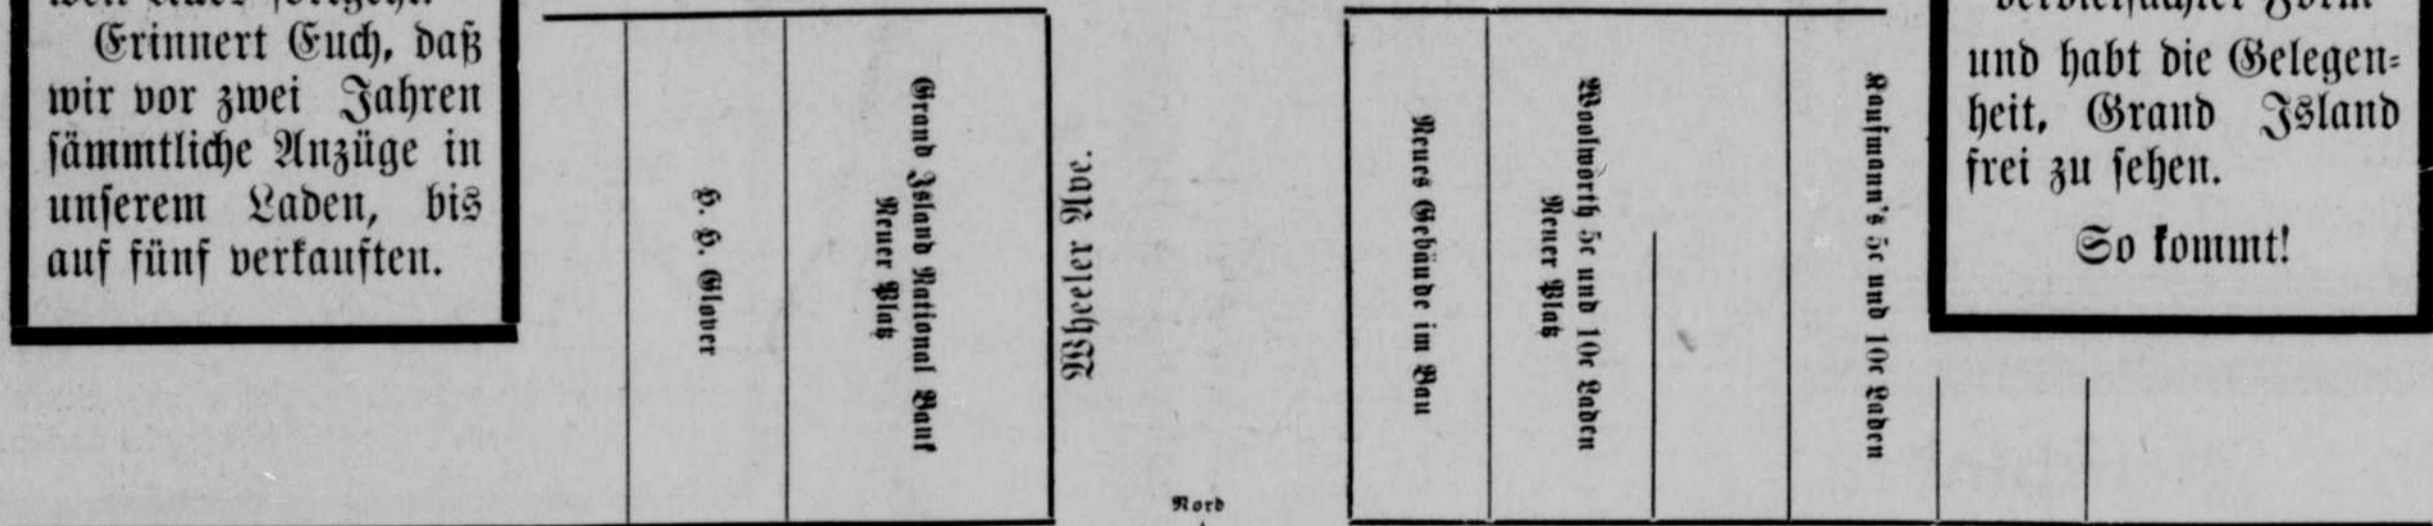 Erinnert Euch, daß
wir vor zwei Jahren
sämmtliche Anzüge in
unserem Laden, bis
auf fünf verkauften.
H. H. Glover
Grand Island National Bank
Neuer Platz
Wheeler Ave.
Nord
Neues Gebäude im Bau
Woolworth 5c und 10c Laden
Neuer Platz
Kaufmann's 5c und 10c Laden
und habt die Gelegen=
heit, Grand Island
frei zu sehen.
So kommt!